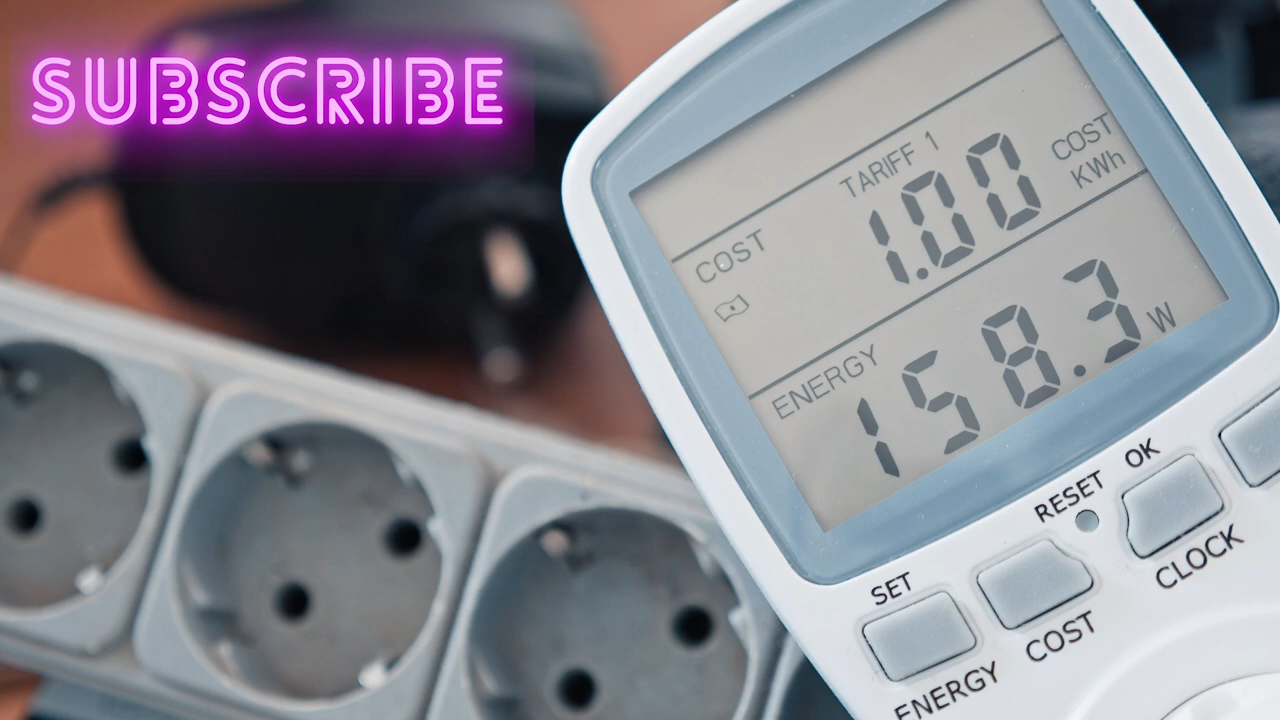 SUBSCRIBE
TARIFF 1
COST 1.00 COST
KWh
ENERGY 158.3 W
RESET OK
SET
CLOCK
COST
ENERGY